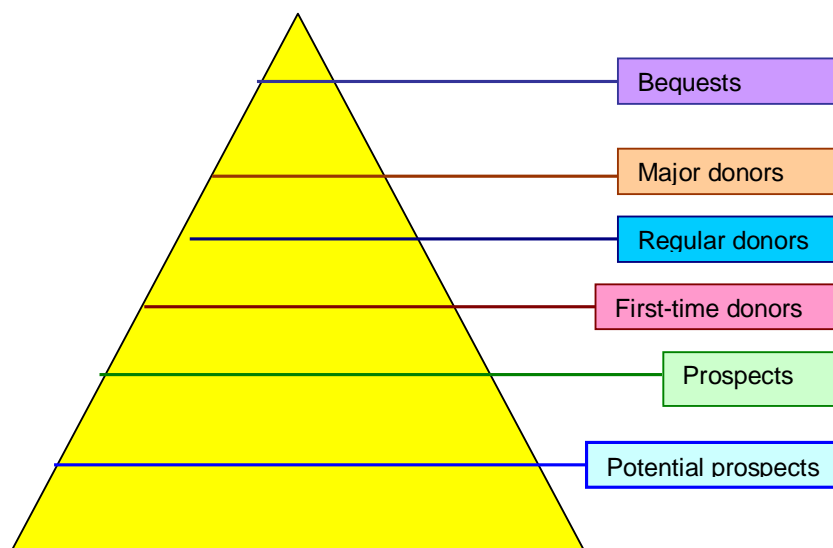 Bequests
Major donors
Regular donors
First-time donors
Prospects
Potential prospects